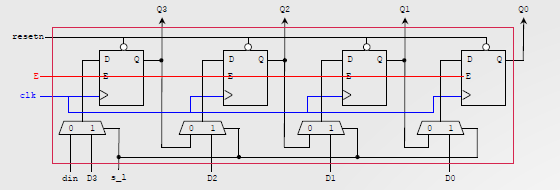 Q3 Q2 Q1 Q0
resetn
D Q D Q D Q D Q
E E E E E
clk
0 1 0 1 0 1 0 1
din D3 s_l D2 D1 D0